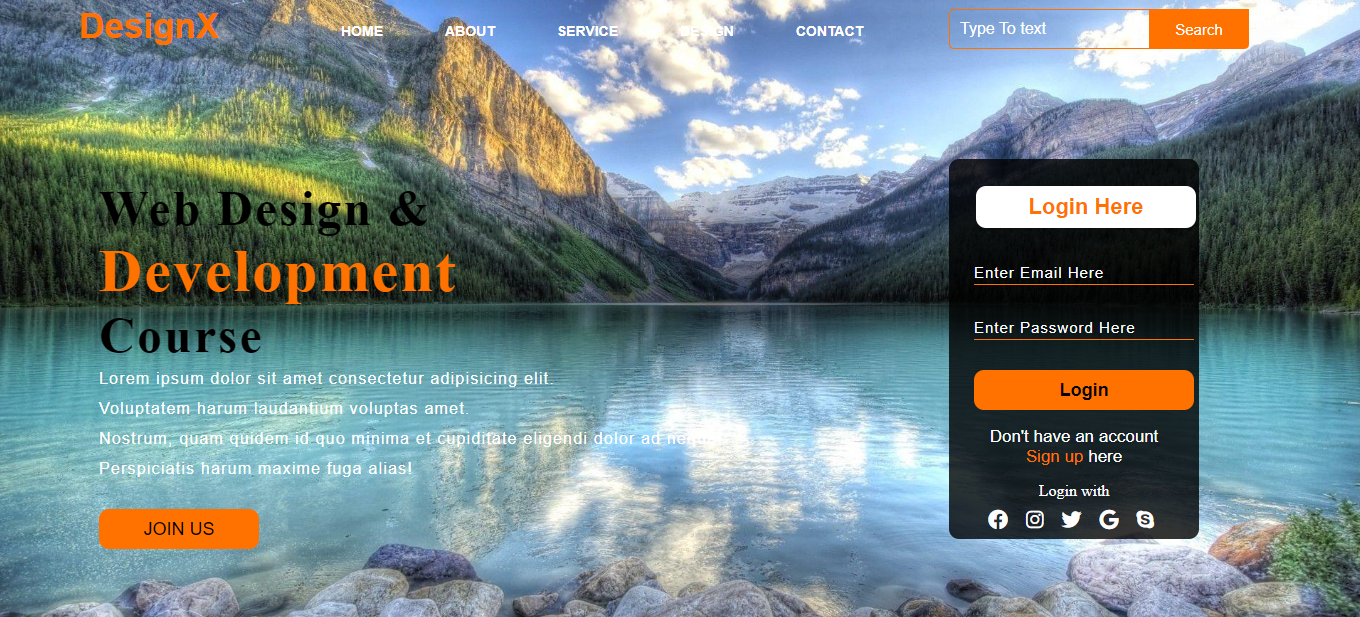 DesignX
HOME ABOUT SERVICE DESIGN CONTACT
Type To text Search
Web Design &
Development
Course
Lorem ipsum dolor sit amet consectetur adipisicing elit.
Voluptatem harum laudantium voluptas amet.
Nostrum, quam quidem id quo minima et cupiditate eligendi dolor ad neque?
Perspiciatis harum maxime fuga alias!
JOIN US
Login Here
Enter Email Here
Enter Password Here
Login
Don't have an account
Sign up here
Login with